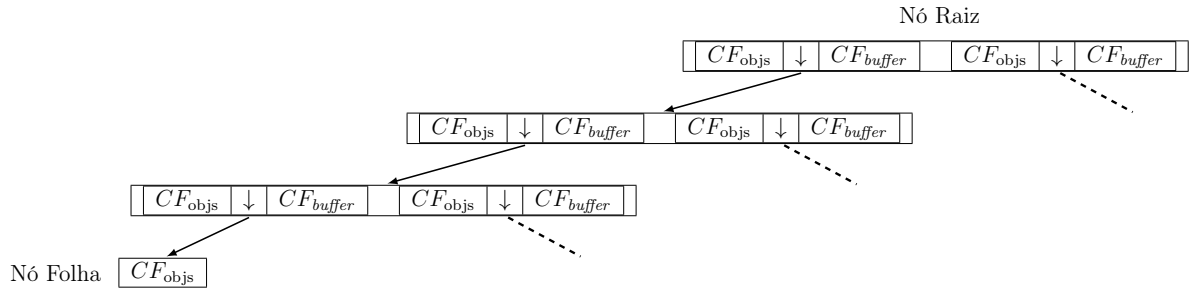 Nó Raiz
CF_objs ↓ CF_buffer CF_objs ↓ CF_buffer
CF_objs ↓ CF_buffer CF_objs ↓ CF_buffer
CF_objs ↓ CF_buffer CF_objs ↓ CF_buffer
Nó Folha CF_objs